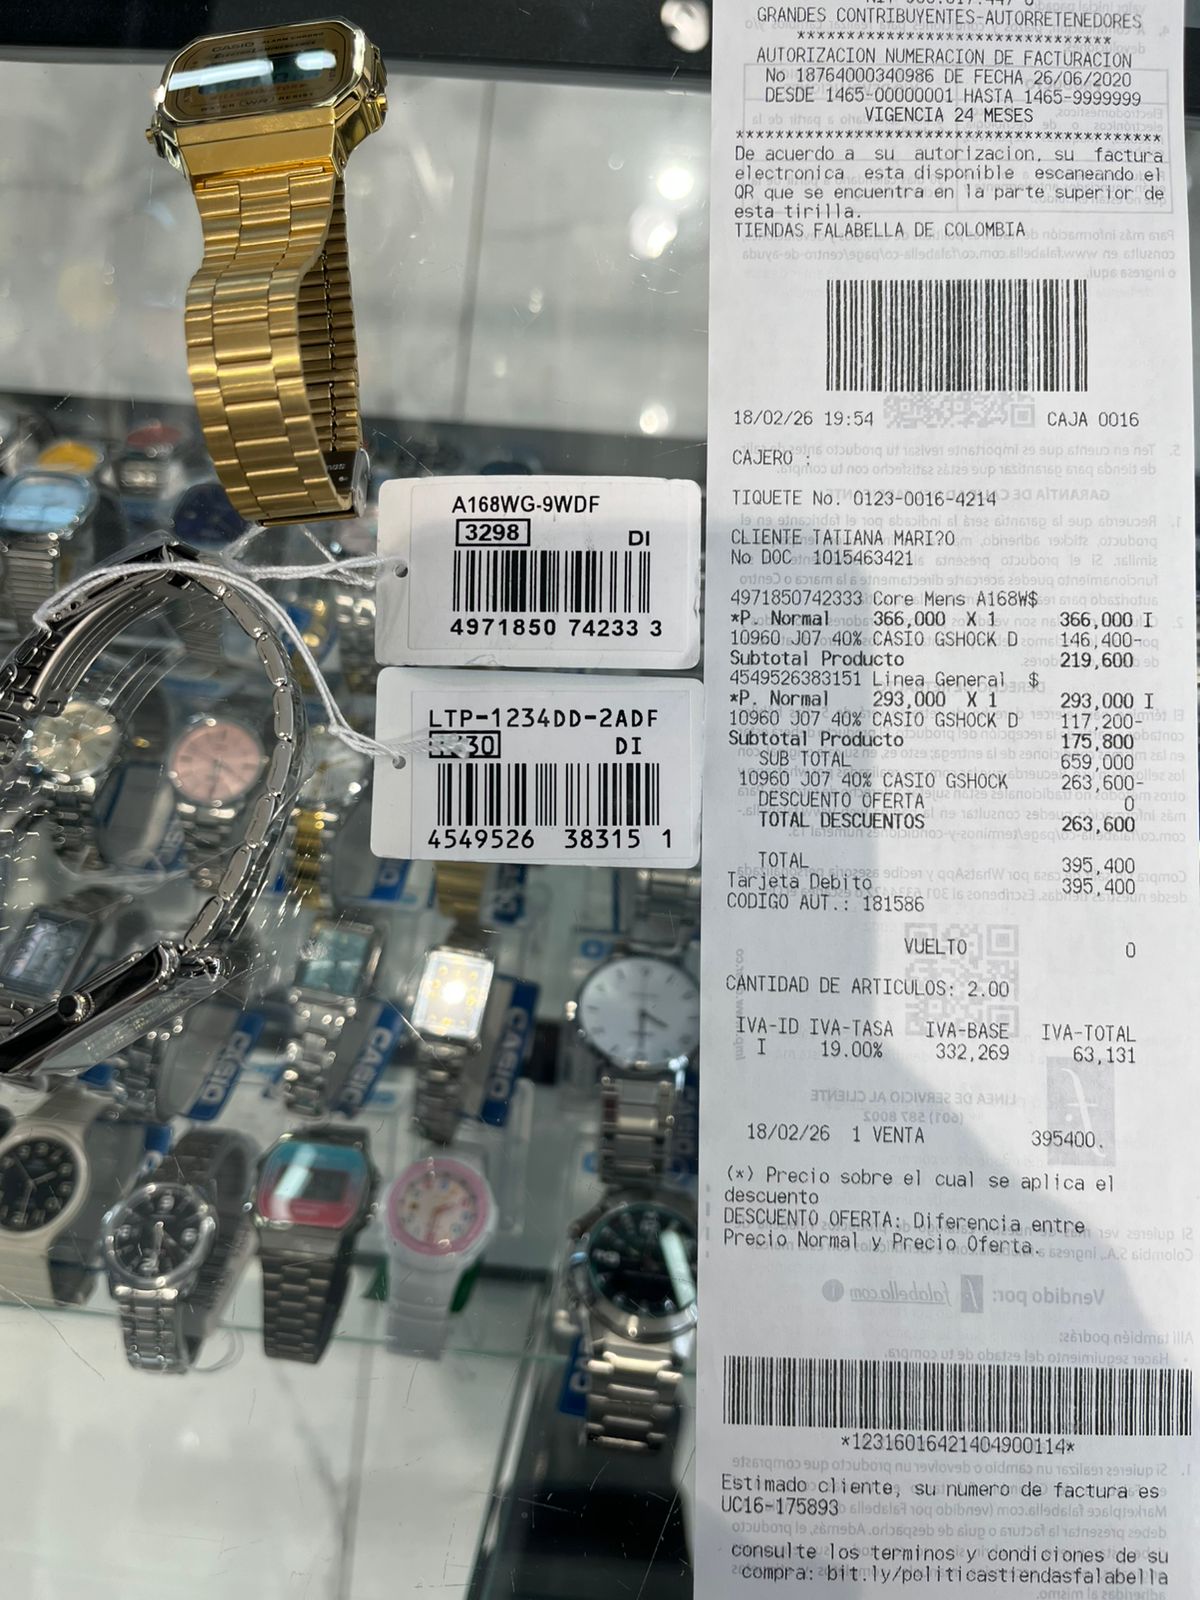 CASIO
ALARM CHRONO
WATER WR RESIST
A168WG-9WDF
3298
DI
4971850 74233 3
LTP-1234DD-2ADF
30
DI
4549526 38315 1
CASIO
CASIO
GRANDES CONTRIBUYENTES-AUTORRETENEDORES
*******************************
AUTORIZACION NUMERACION DE FACTURACION
No 18764000340986 DE FECHA 26/06/2020
DESDE 1465-00000001 HASTA 1465-9999999
VIGENCIA 24 MESES
******************************************
De acuerdo a su autorizacion, su factura
electronica esta disponible escaneando el
QR que se encuentra en la parte superior de
esta tirilla.
TIENDAS FALABELLA DE COLOMBIA
18/02/26 19:54 CAJA 0016
CAJERO :
TIQUETE No. 0123-0016-4214
CLIENTE TATIANA MARI?O
No DOC 1015463421
4971850742333 Core Mens A168W$
*P. Normal 366,000 X 1 366,000 I
10960 J07 40% CASIO GSHOCK D 146,400-
Subtotal Producto 219,600
4549526383151 Linea General $
*P. Normal 293,000 X 1 293,000 I
10960 J07 40% CASIO GSHOCK D 117,200-
Subtotal Producto 175,800
SUB TOTAL 659,000
10960 J07 40% CASIO GSHOCK 263,600-
DESCUENTO OFERTA 0
TOTAL DESCUENTOS 263,600
TOTAL 395,400
Tarjeta Debito 395,400
CODIGO AUT.: 181586
VUELTO 0
CANTIDAD DE ARTICULOS: 2.00
IVA-ID IVA-TASA IVA-BASE IVA-TOTAL
I 19.00% 332,269 63,131
18/02/26 1 VENTA 395400.
(*) Precio sobre el cual se aplica el
descuento
DESCUENTO OFERTA: Diferencia entre
Precio Normal y Precio Oferta.
*12316016421404900114*
Estimado cliente, su numero de factura es
UC16-175893
consulte los terminos y condiciones de su
compra: bit.ly/politicastiendasfalabella